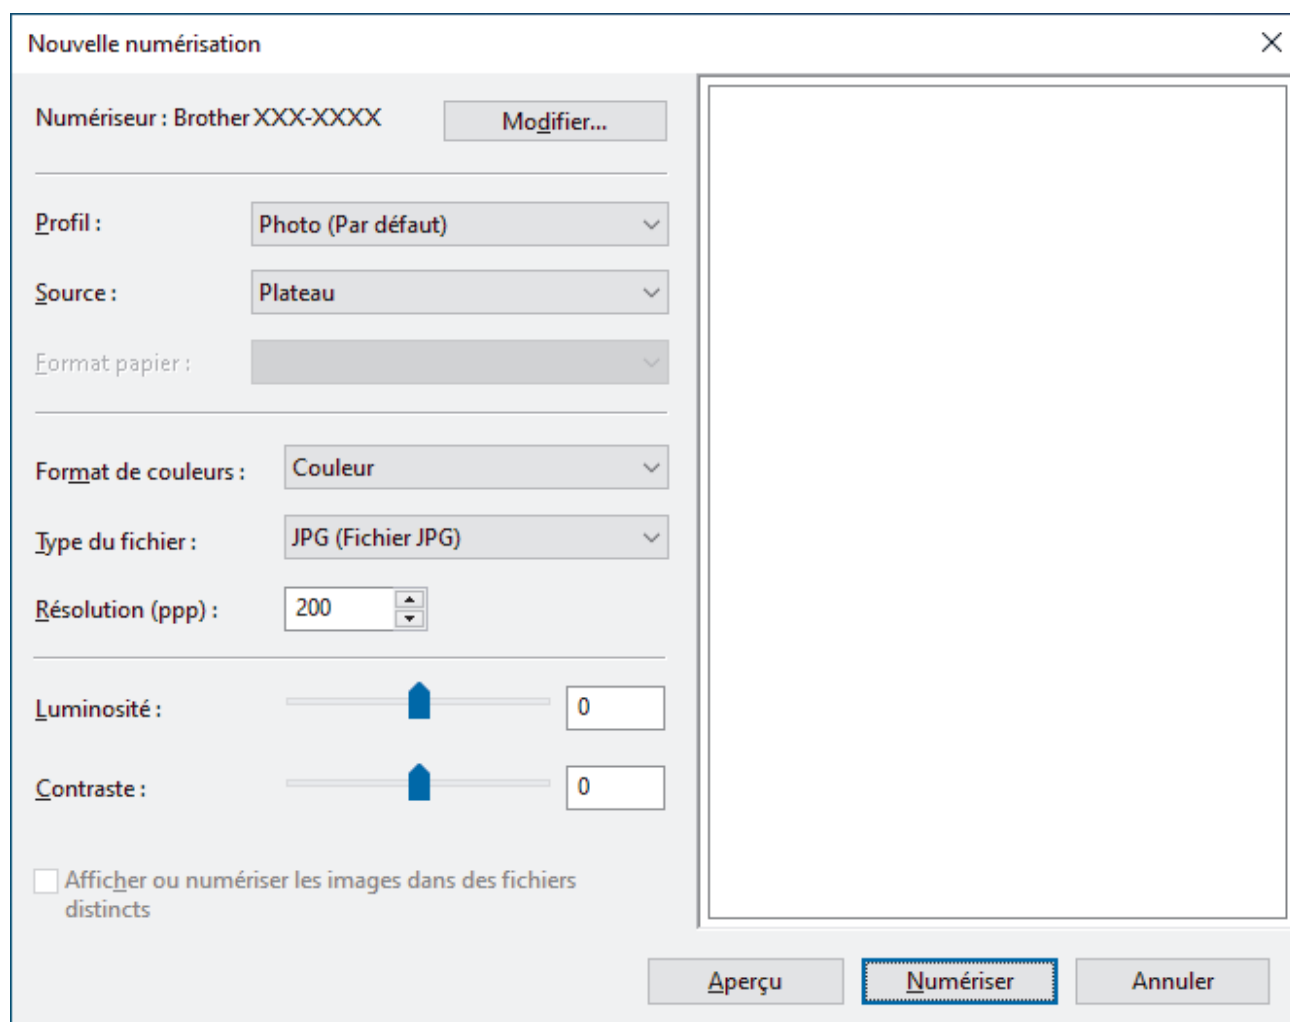 Nouvelle numérisation
Numériseur : Brother XXX-XXXX
Modifier...
Profil : Photo (Par défaut)
Source : Plateau
Format papier :
Format de couleurs : Couleur
Type du fichier : JPG (Fichier JPG)
Résolution (ppp) : 200
Luminosité : 0
Contraste : 0
Afficher ou numériser les images dans des fichiers
distincts
Aperçu
Numériser
Annuler